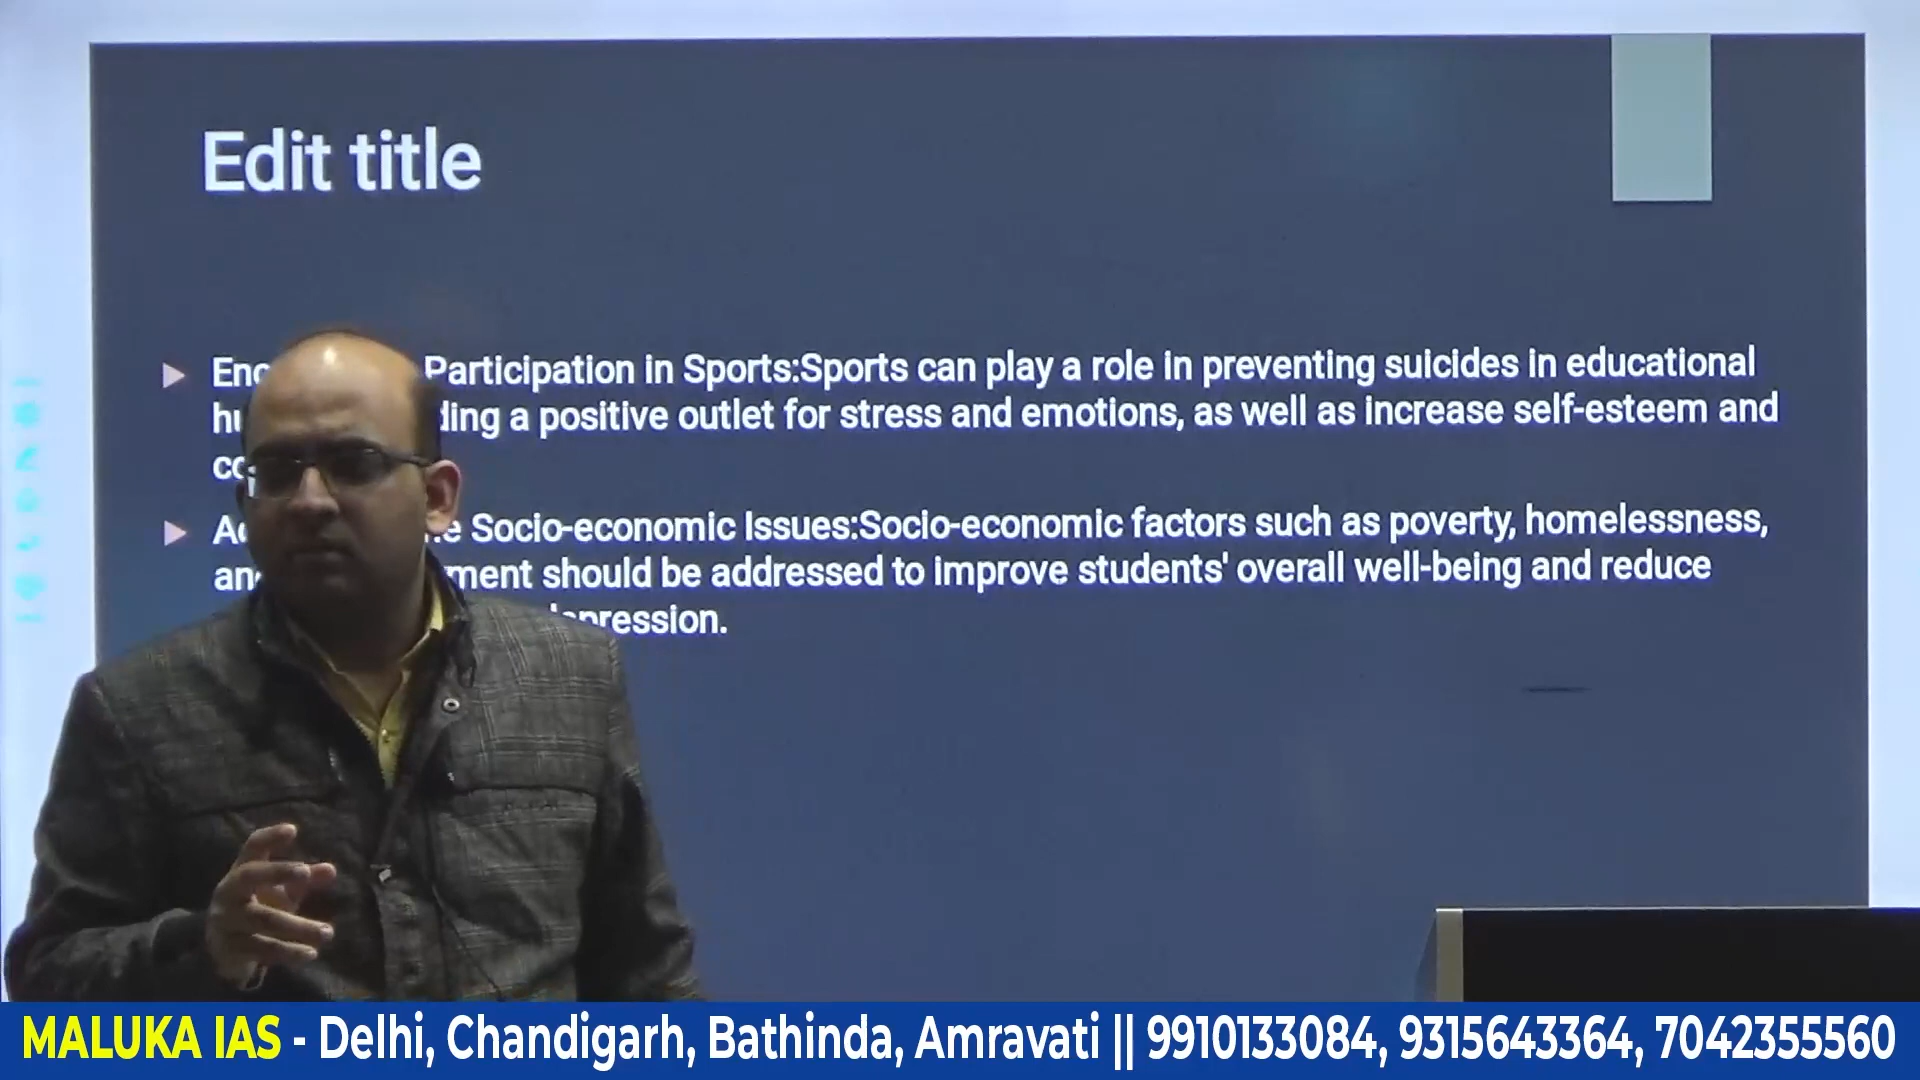 Edit title
Participation in Sports:Sports can play a role in preventing suicides in educational
a positive outlet for stress and emotions, as well as increase self-esteem and
Socio-economic Issues:Socio-economic factors such as poverty, homelessness,
should be addressed to improve students' overall well-being and reduce
MALUKA IAS - Delhi, Chandigarh, Bathinda, Amravati || 9910133084, 9315643364, 7042355560